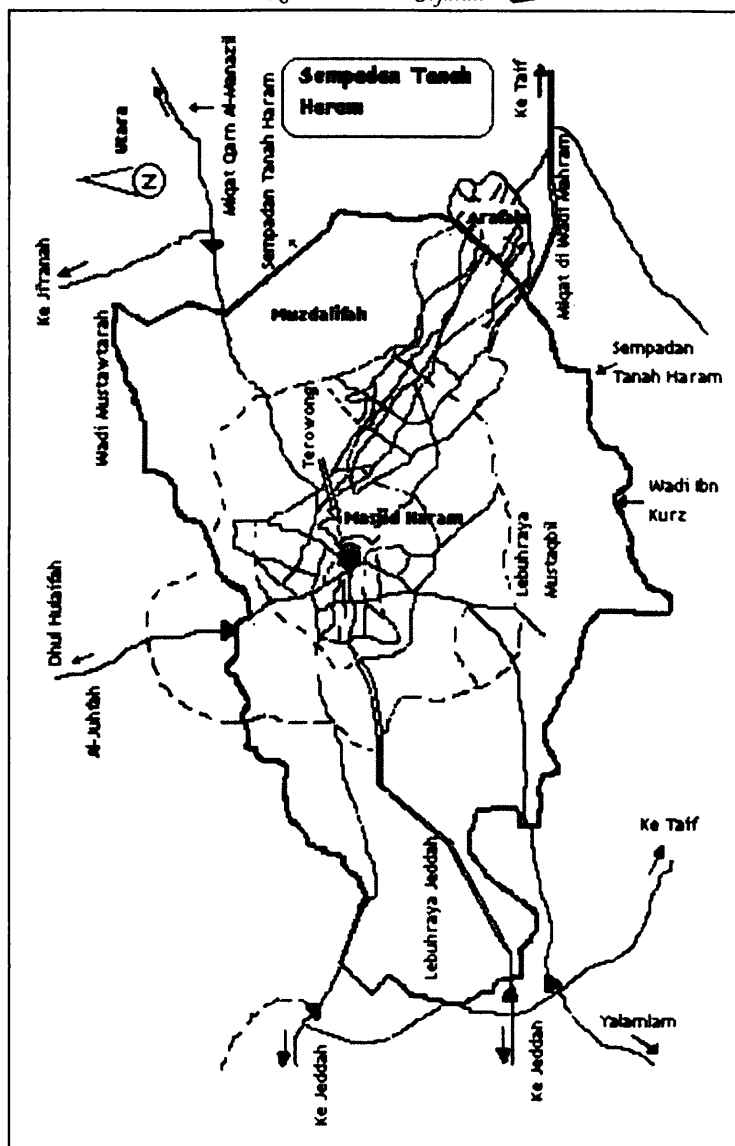 Sempadan Tanah
Haram
Ke Taif
Utara
N
Miqat Qarn Al-Manazil
Sempadan Tanah Haram
Ke Ji'ranah
Arafah
Miqat di Wadi Mahram
Muzdalifah
Wadi Mustawtarah
Sempadan
Tanah Haram
Terowong
Masjid Haram
Wadi Ibn
Kurz
Lebuhraya
Mustaqbil
Dhul Hulaifah
Al-Juhfah
Ke Taif
Lebuhraya Jeddah
Yalamlam
Ke Jeddah
Ke Jeddah